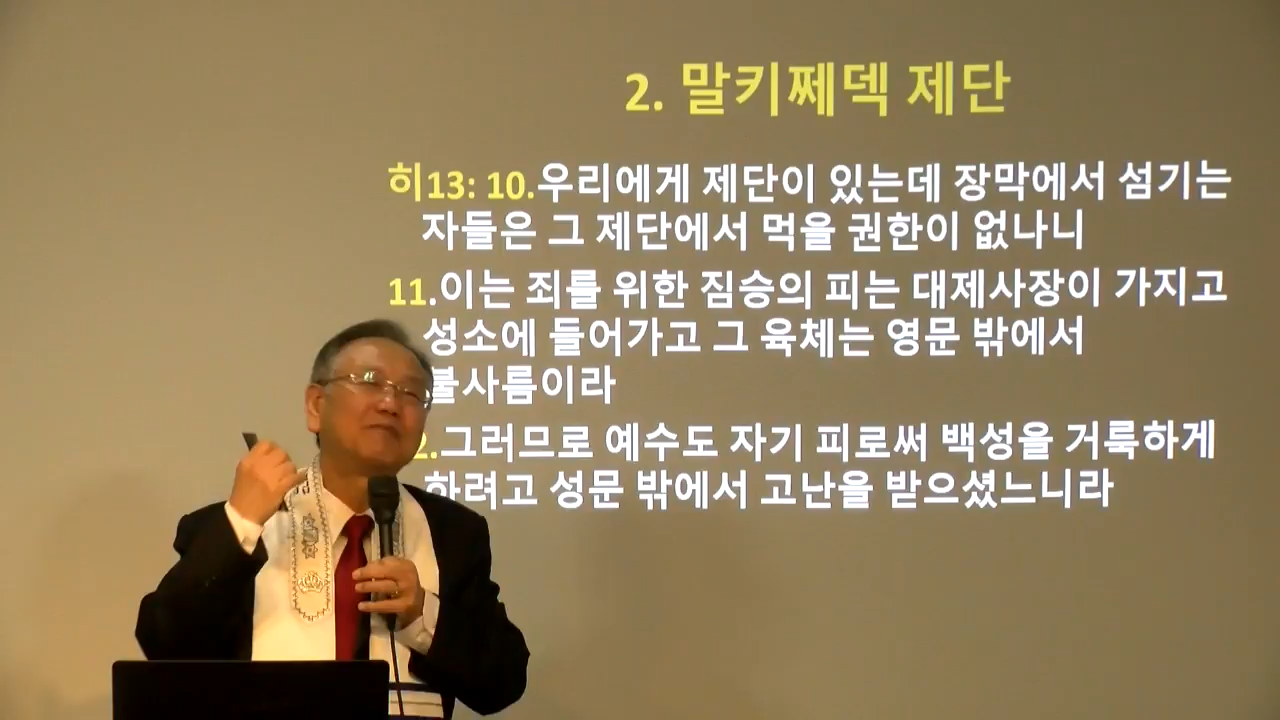 2. 말키쩨덱 제단
히13: 10.우리에게 제단이 있는데 장막에서 섬기는
자들은 그 제단에서 먹을 권한이 없나니
11.이는 죄를 위한 짐승의 피는 대제사장이 가지고
성소에 들어가고 그 육체는 영문 밖에서
불사름이라
2.그러므로 예수도 자기 피로써 백성을 거룩하게
하려고 성문 밖에서 고난을 받으셨느니라